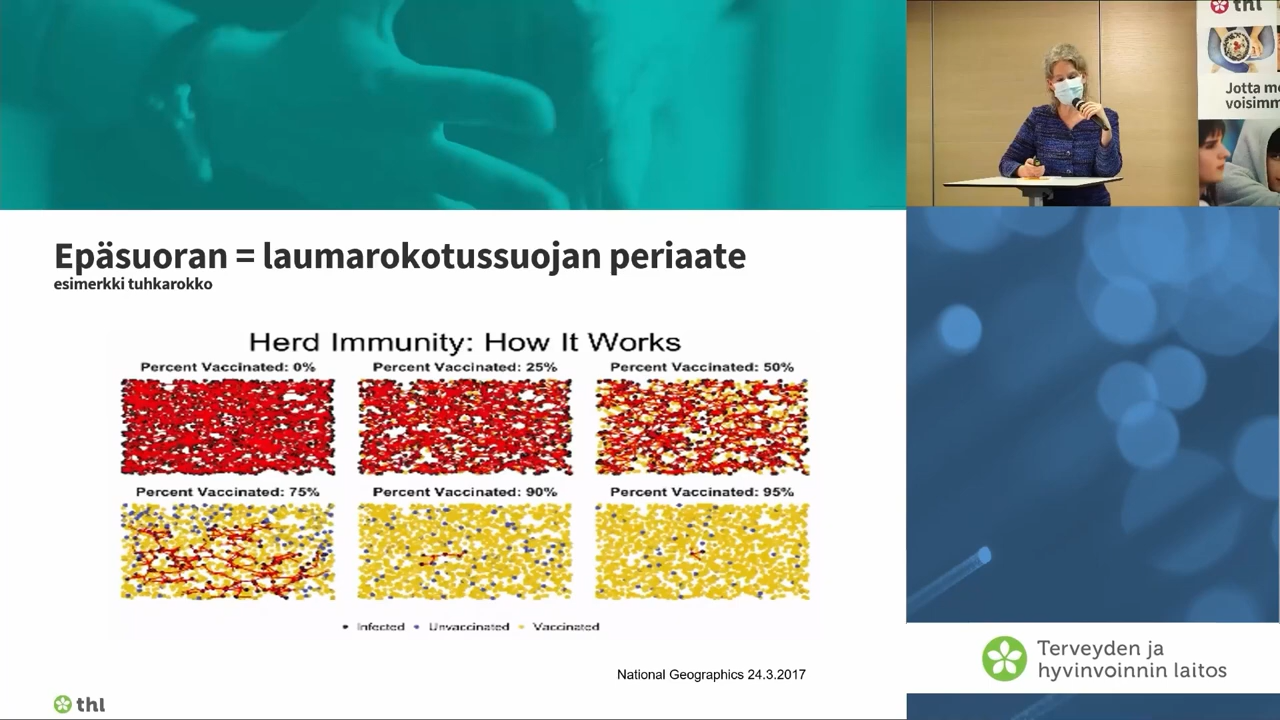 Epäsuoran = laumarokotussuojan periaate
esimerkki tuhkarokko
Herd Immunity: How It Works
Percent Vaccinated: 0%
Percent Vaccinated: 25%
Percent Vaccinated: 50%
Percent Vaccinated: 75%
Percent Vaccinated: 90%
Percent Vaccinated: 95%
Infected
Unvaccinated
Vaccinated
National Geographics 24.3.2017
thl
thl
Jotta me
voisimm
Terveyden ja
hyvinvoinnin laitos